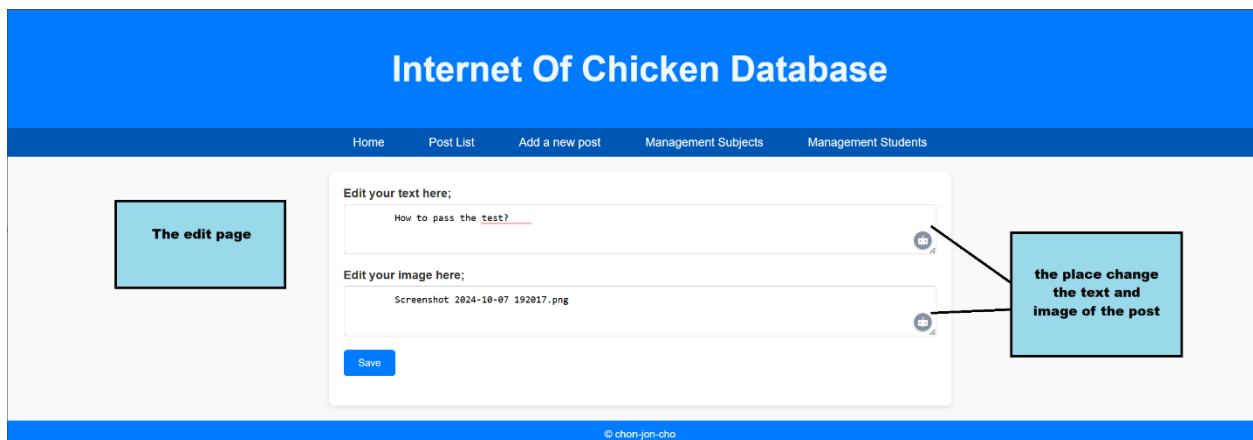 Internet Of Chicken Database
Home Post List Add a new post Management Subjects Management Students
The edit page
Edit your text here;
How to pass the test?
Edit your image here;
Screenshot 2024-10-07 192017.png
the place change
the text and
image of the post
Save
© chon-jon-cho